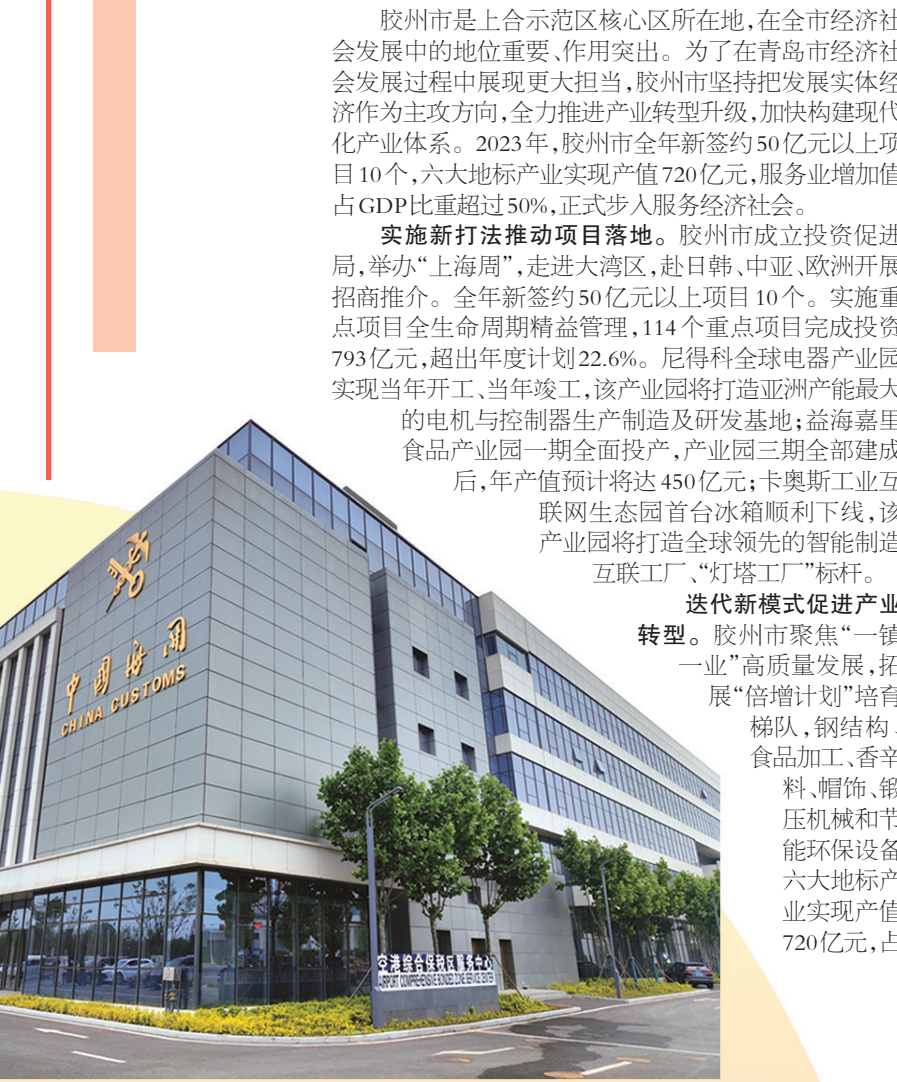 胶州市是上合示范区核心区所在地,在全市经济社
会发展中的地位重要、作用突出。为了在青岛市经济社
会发展过程中展现更大担当,胶州市坚持把发展实体经
济作为主攻方向,全力推进产业转型升级,加快构建现代
化产业体系。2023年,胶州市全年新签约50亿元以上项
目10个,六大地标产业实现产值720亿元,服务业增加值
占GDP比重超过50%,正式步入服务经济社会。
实施新打法推动项目落地。胶州市成立投资促进
局,举办“上海周”,走进大湾区,赴日韩、中亚、欧洲开展
招商推介。全年新签约50亿元以上项目10个。实施重
点项目全生命周期精益管理,114个重点项目完成投资
793亿元,超出年度计划22.6%。尼得科全球电器产业园
实现当年开工、当年竣工,该产业园将打造亚洲产能最大
的电机与控制器生产制造及研发基地;益海嘉里
食品产业园一期全面投产,产业园三期全部建成
后,年产值预计将达450亿元;卡奥斯工业互
联网生态园首台冰箱顺利下线,该
产业园将打造全球领先的智能制造
互联工厂、“灯塔工厂”标杆。
迭代新模式促进产业
转型。胶州市聚焦“一镇
一业”高质量发展,拓
展“倍增计划”培育
梯队,钢结构、
食品加工、香辛
料、帽饰、锻
压机械和节
能环保设备
六大地标产
业实现产值
720亿元,占
中国海关
CHINA CUSTOMS
空港综合保税区服务中心
AIRPORT COMPREHENSIVE BONDED ZONE SERVICE CENTER